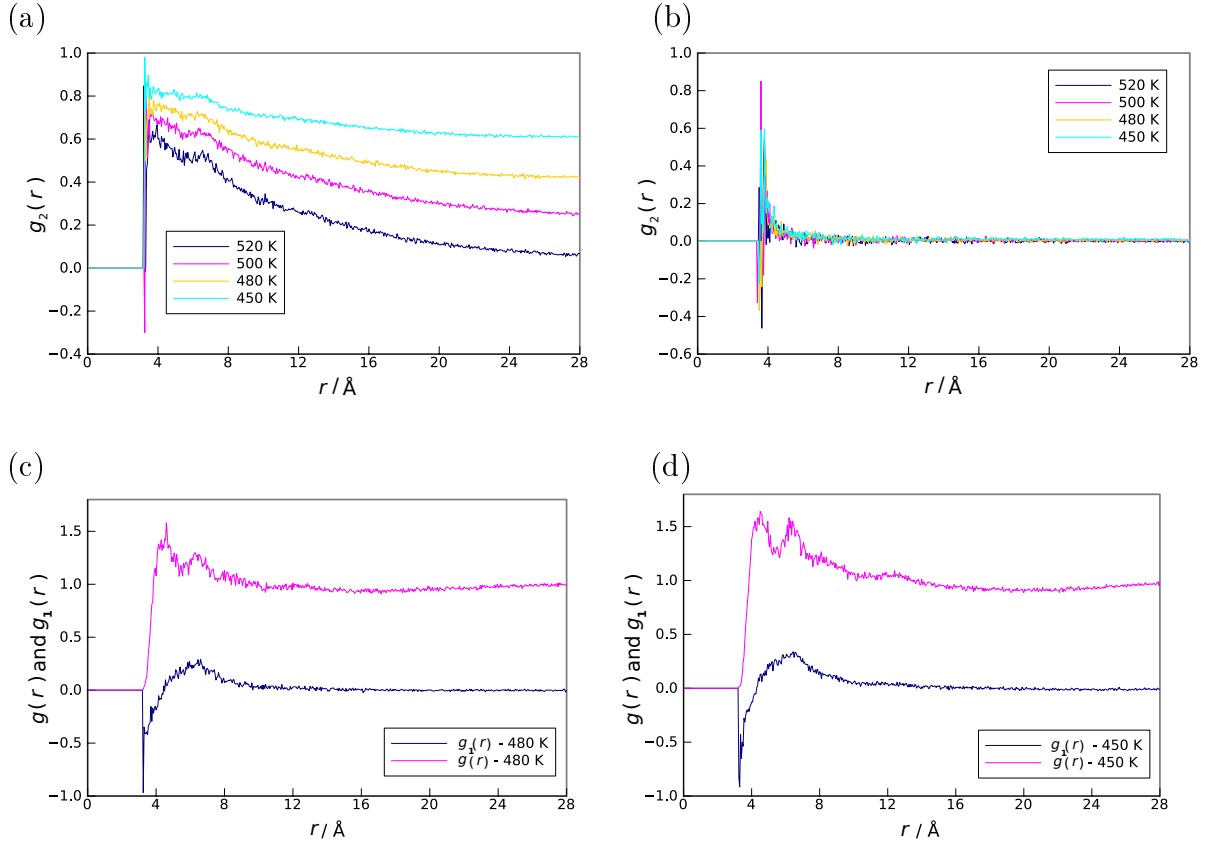 (a)
1.0
0.8
0.6
0.4
0.2
0.0
−0.2
−0.4
g₂(r)
520 K
500 K
480 K
450 K
0 4 8 12 16 20 24 28
r / Å
(b)
1.0
0.8
0.6
0.4
0.2
0.0
−0.2
−0.4
−0.6
g₂(r)
520 K
500 K
480 K
450 K
0 4 8 12 16 20 24 28
r / Å
(c)
1.5
1.0
0.5
0.0
−0.5
−1.0
g(r) and g₁(r)
g₁(r) - 480 K
g(r) - 480 K
0 4 8 12 16 20 24 28
r / Å
(d)
1.5
1.0
0.5
0.0
−0.5
−1.0
g(r) and g₁(r)
g₁(r) - 450 K
g(r) - 450 K
0 4 8 12 16 20 24 28
r / Å